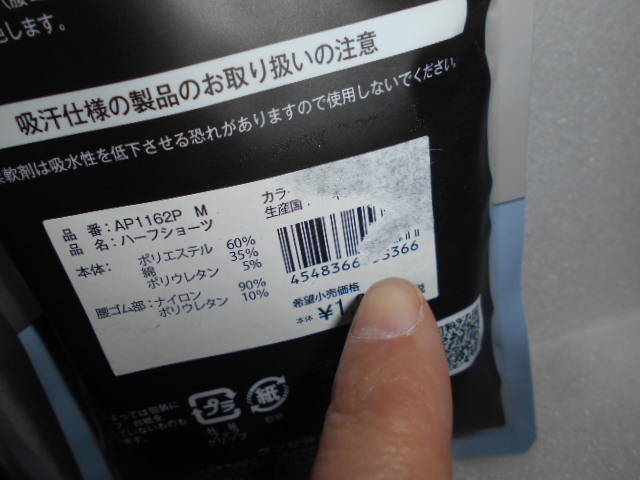 します。
吸汗仕様の製品のお取り扱いの注意
柔軟剤は吸水性を低下させる恐れがありますので使用しないでください。
品 番：AP1162P M
品 名：ハーフショーツ
本体： ポリエステル 60%
綿 35%
ポリウレタン 5%
腰ゴム部：ナイロン 90%
ポリウレタン 10%
カラ
生産国
4548366 5366
希望小売価格
本体 ¥1
プラ
紙